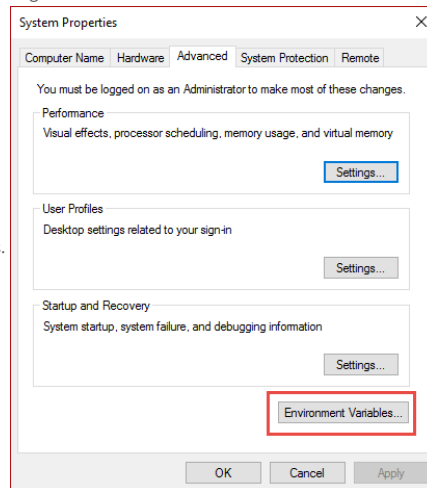 System Properties
Computer Name Hardware Advanced System Protection Remote
You must be logged on as an Administrator to make most of these changes.
Performance
Visual effects, processor scheduling, memory usage, and virtual memory
Settings...
User Profiles
Desktop settings related to your sign-in
Settings...
Startup and Recovery
System startup, system failure, and debugging information
Settings...
Environment Variables...
OK Cancel Apply